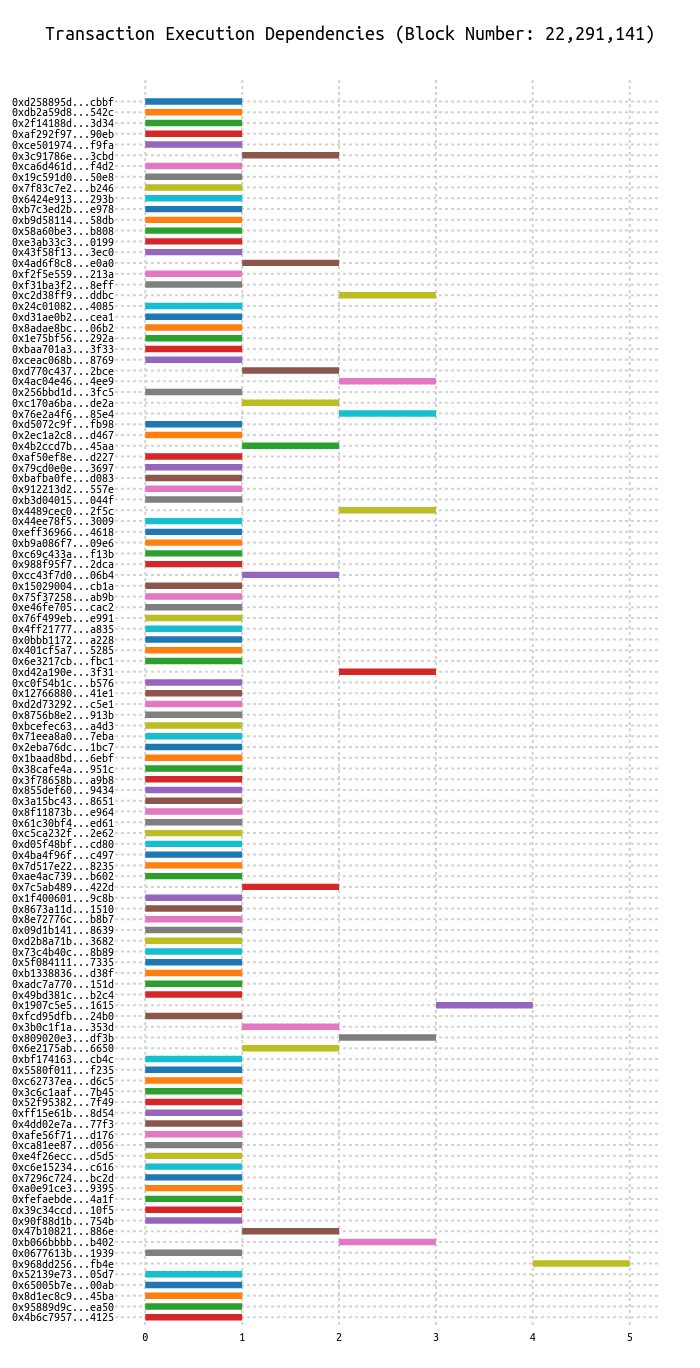 Transaction Execution Dependencies (Block Number: 22,291,141)
0xd258895d...cbbf
0xdb2a59d8...542c
0x2f14188d...3d34
0xaf292f97...90eb
0xce501974...f9fa
0x3c91786e...3cbd
0xca6d461d...f4d2
0x19c591d0...50e8
0x7f83c7e2...b246
0x6424e913...293b
0xb7c3ed2b...e978
0xb9d58114...58db
0x58a60be3...b808
0xe3ab33c3...0199
0x43f58f13...3ec0
0x4ad6f8c8...e0a0
0xf2f5e559...213a
0xf31ba3f2...8eff
0xc2d38ff9...ddbc
0x24c01082...4085
0xd31ae0b2...cea1
0x8adae8bc...06b2
0x1e75bf56...292a
0xbaa701a3...3f33
0xceac068b...8769
0xd770c437...2bce
0x4ac04e46...4ee9
0x256bbd1d...3fc5
0xc170a6ba...de2a
0x76e2a4f6...85e4
0xd5072c9f...fb98
0x2ec1a2c8...d467
0x4b2ccd7b...45aa
0xaf50ef8e...d227
0x79cd0e0e...3697
0xbafba0fe...d083
0x912213d2...557e
0xb3d04015...044f
0x4489cec0...2f5c
0x44ee78f5...3009
0xeff36966...4618
0xb9a086f7...09e6
0xc69c433a...f13b
0x988f95f7...2dca
0xcc43f7d0...06b4
0x15029004...cb1a
0x75f37258...ab9b
0xe46fe705...cac2
0x76f499eb...e991
0x4ff21777...a835
0x0bbb1172...a228
0x401cf5a7...5285
0x6e3217cb...fbc1
0xd42a190e...3f31
0xc0f54b1c...b576
0x12766880...41e1
0xd2d73292...c5e1
0x8756b8e2...913b
0xbcefec63...a4d3
0x71eea8a0...7eba
0x2eba76dc...1bc7
0x1baad8bd...6ebf
0x38cafe4a...951c
0x3f78658b...a9b8
0x855def60...9434
0x3a15bc43...8651
0x8f11873b...e964
0x61c30bf4...ed61
0xc5ca232f...2e62
0xd05f48bf...cd80
0x4ba4f96f...c497
0x7d517e22...8235
0xae4ac739...b602
0x7c5ab489...422d
0x1f400601...9c8b
0x8673a11d...1510
0x8e72776c...b8b7
0x09d1b141...8639
0xd2b8a71b...3682
0x73c4b40c...8b89
0x5f084111...7335
0xb1338836...d38f
0xadc7a770...151d
0x49bd381c...b2c4
0x1907c5e5...1615
0xfcd95dfb...24b0
0x3b0c1f1a...353d
0x809020e3...df3b
0x6e2175ab...6650
0xbf174163...cb4c
0x5580f011...f235
0xc62737ea...d6c5
0x3c6c1aaf...7b45
0x52f95382...7f49
0xff15e61b...8d54
0x4dd02e7a...77f3
0xafe56f71...d176
0xca81ee87...d056
0xe4f26ecc...d5d5
0xc6e15234...c616
0x7296c724...bc2d
0xa0e91ce3...9395
0xfefaebde...4a1f
0x39c34ccd...10f5
0x90f88d1b...754b
0x47b10821...886e
0xb066bbbb...b402
0x0677613b...1939
0x968dd256...fb4e
0x52139e73...05d7
0x65005b7e...00ab
0x8d1ec8c9...45ba
0x95889d9c...ea50
0x4b6c7957...4125
0 1 2 3 4 5